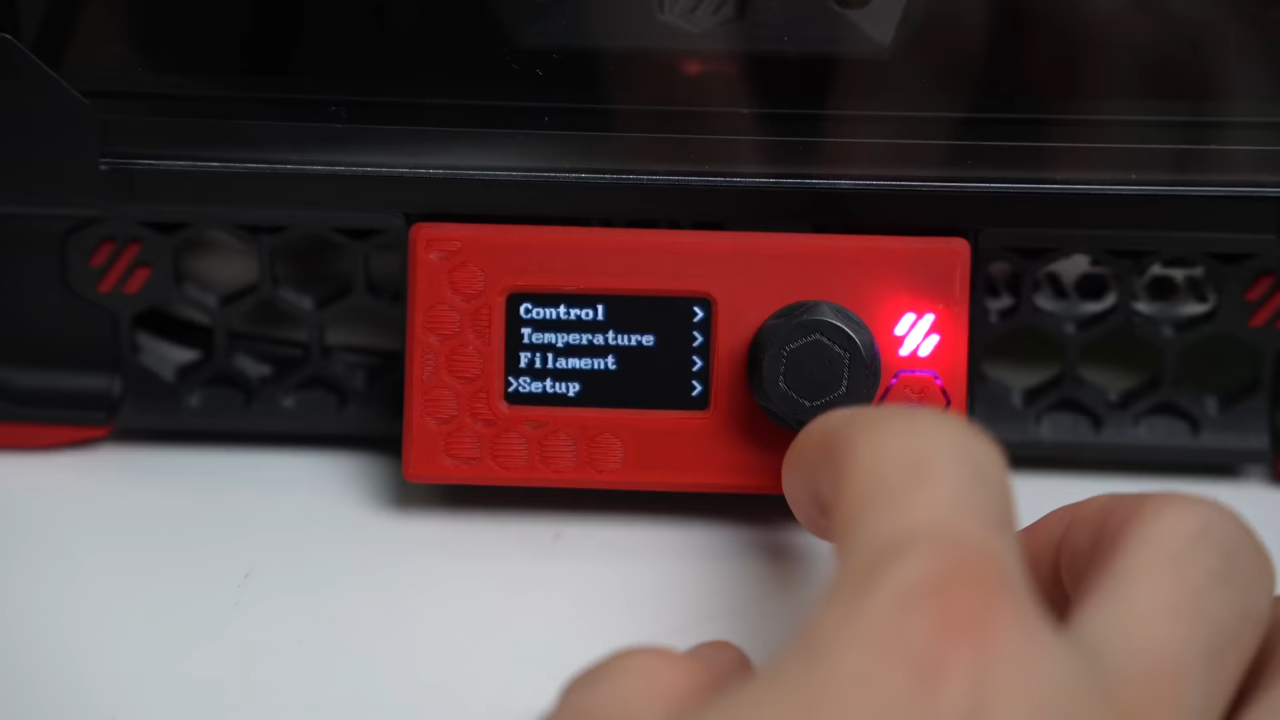 Control >
Temperature >
Filament >
>Setup >